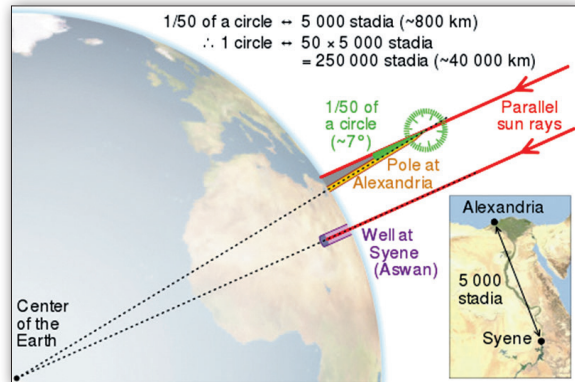 1/50 of a circle ↔ 5 000 stadia (~800 km)
∴ 1 circle ↔ 50 × 5 000 stadia
= 250 000 stadia (~40 000 km)
1/50 of
a circle
(~7°)
Parallel
sun rays
Pole at
Alexandria
Well at
Syene
(Aswan)
Center
of the
Earth
Alexandria
5 000
stadia
Syene